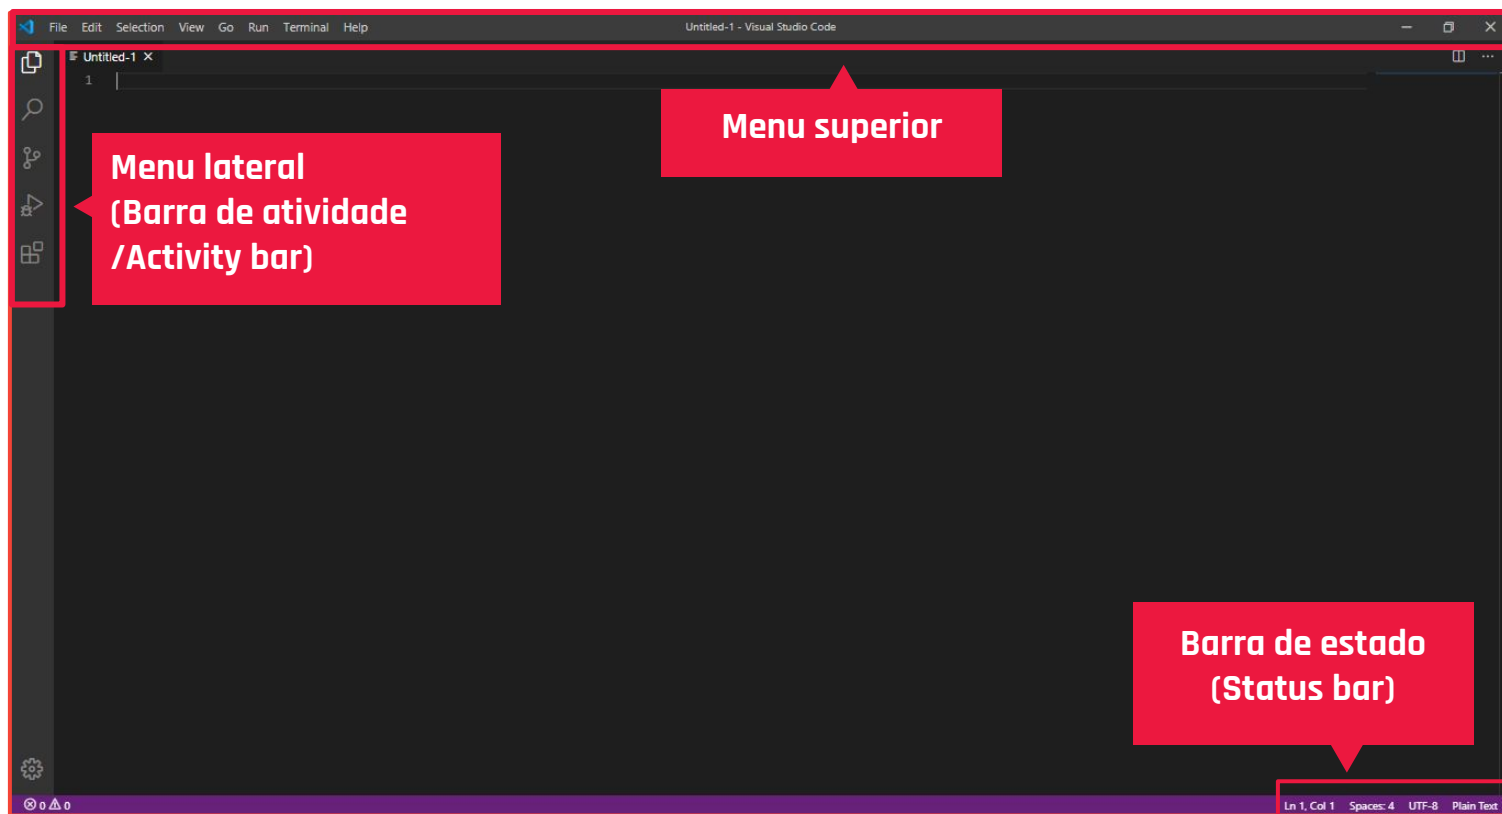 File Edit Selection View Go Run Terminal Help Untitled-1 - Visual Studio Code
Untitled-1
1
Menu superior
Menu lateral
(Barra de atividade
/Activity bar)
Barra de estado
(Status bar)
0 0 Ln 1, Col 1 Spaces: 4 UTF-8 Plain Text